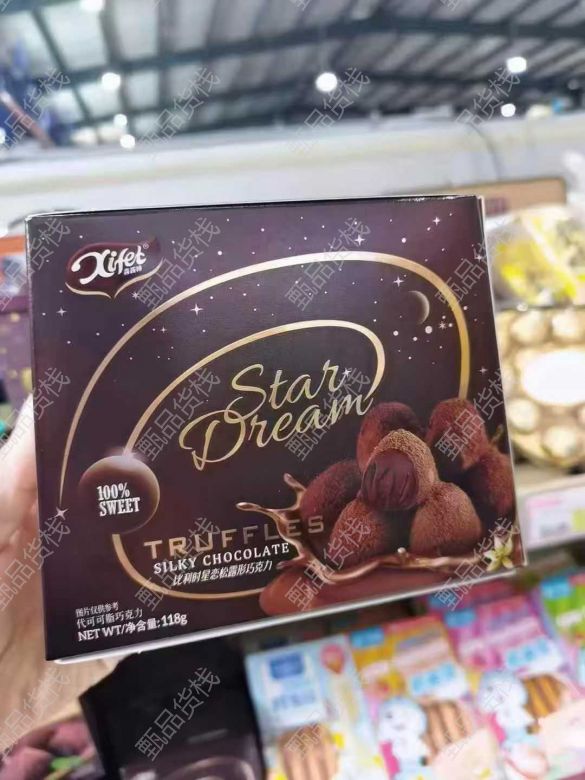 Xifet®
Star
Dream
100%
SWEET
TRUFFLES
SILKY CHOCOLATE
比利时星恋松露形巧克力
图片仅供参考
代可可脂巧克力
NET WT/净含量:118g
甄品货栈